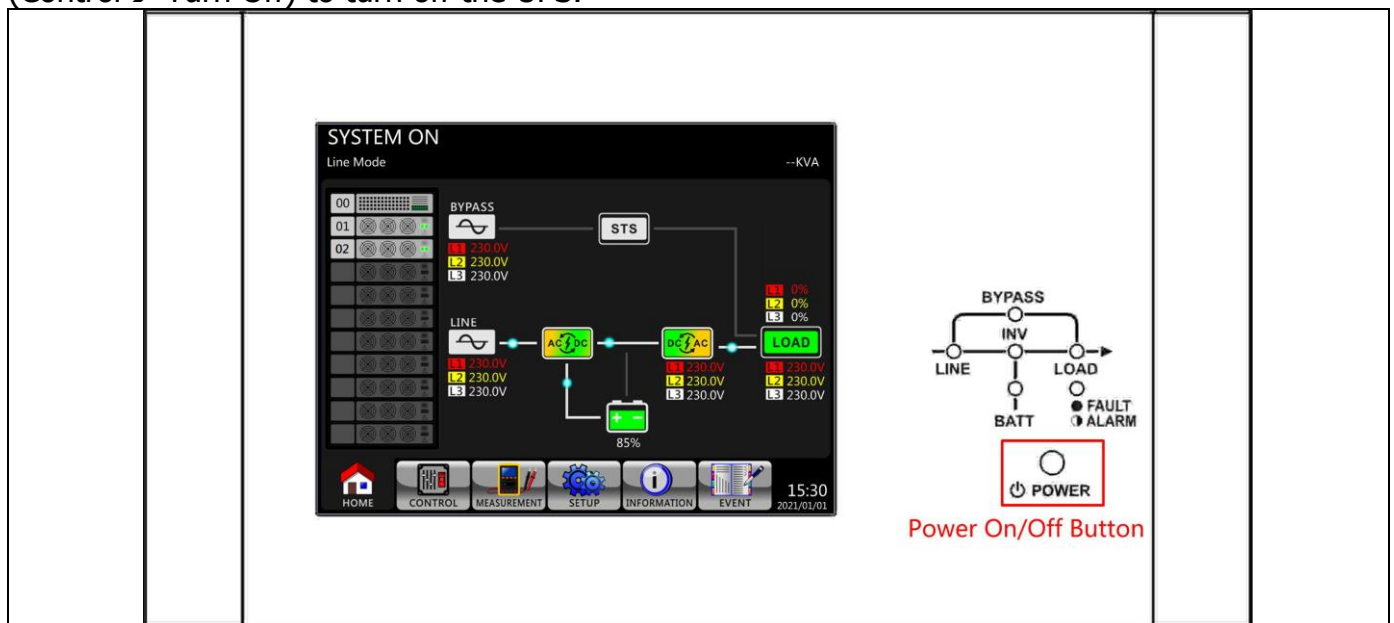 SYSTEM ON
Line Mode
--KVA
00
01
02
BYPASS
L1 230.0V
L2 230.0V
L3 230.0V
STS
L1 0%
L2 0%
L3 0%
LINE
AC DC
DC AC
LOAD
L1 230.0V
L2 230.0V
L3 230.0V
L1 230.0V
L2 230.0V
L3 230.0V
L1 230.0V
L2 230.0V
L3 230.0V
85%
HOME
CONTROL
MEASUREMENT
SETUP
INFORMATION
EVENT
15:30
2021/01/01
BYPASS
INV
LINE
LOAD
BATT
FAULT
ALARM
POWER
Power On/Off Button